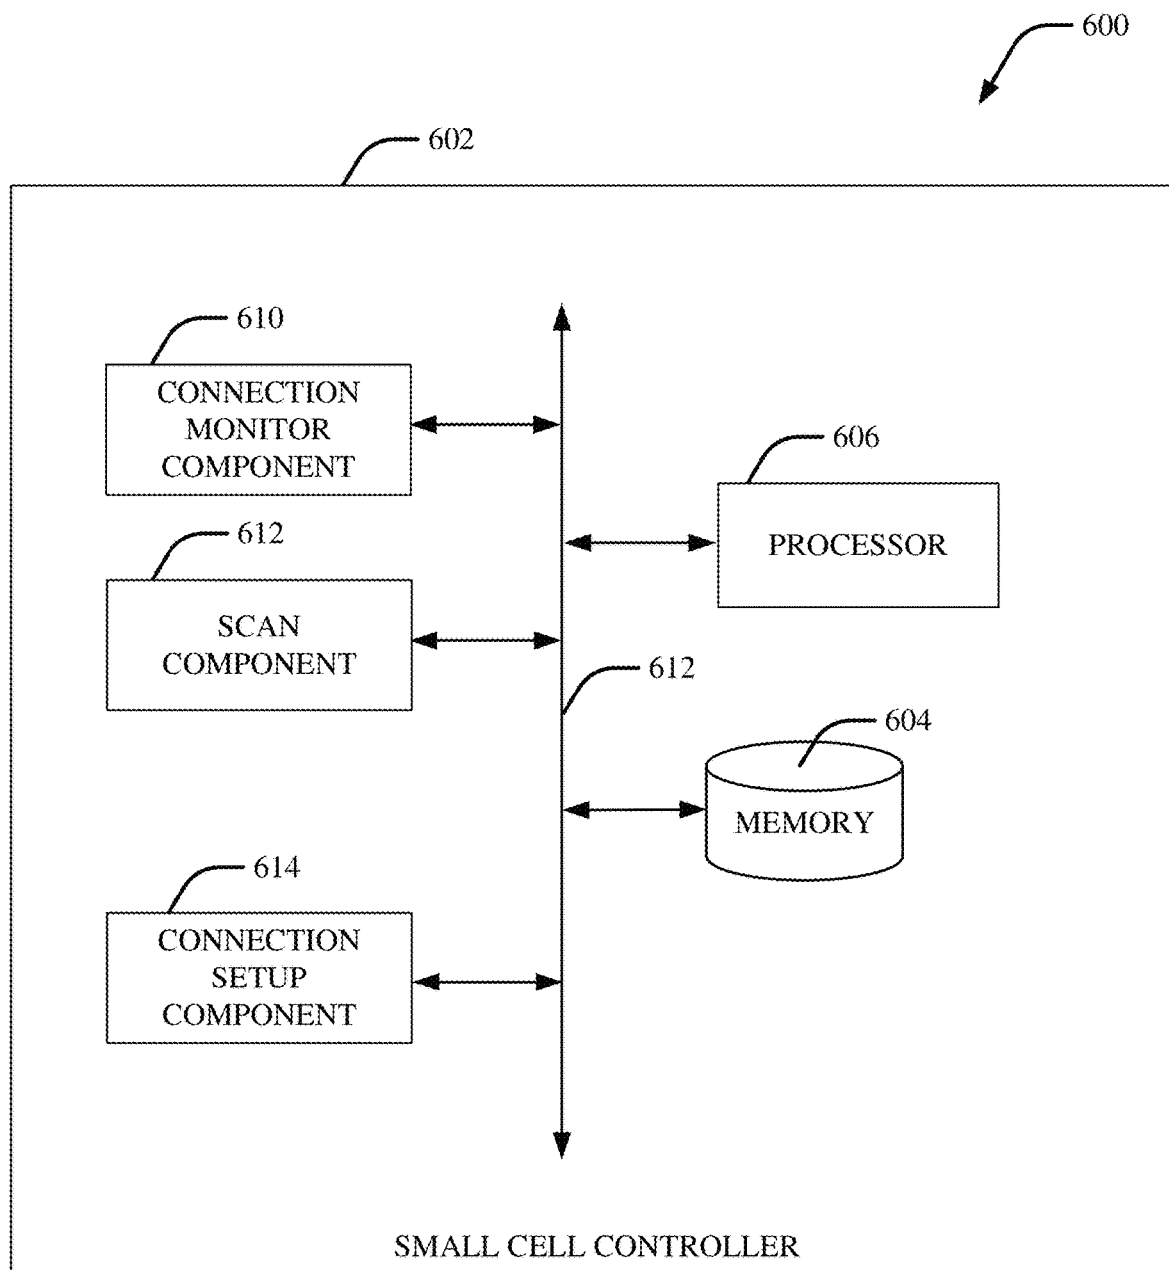 600
602
610
CONNECTION
MONITOR
COMPONENT
606
PROCESSOR
612
SCAN
COMPONENT
612
604
MEMORY
614
CONNECTION
SETUP
COMPONENT
SMALL CELL CONTROLLER